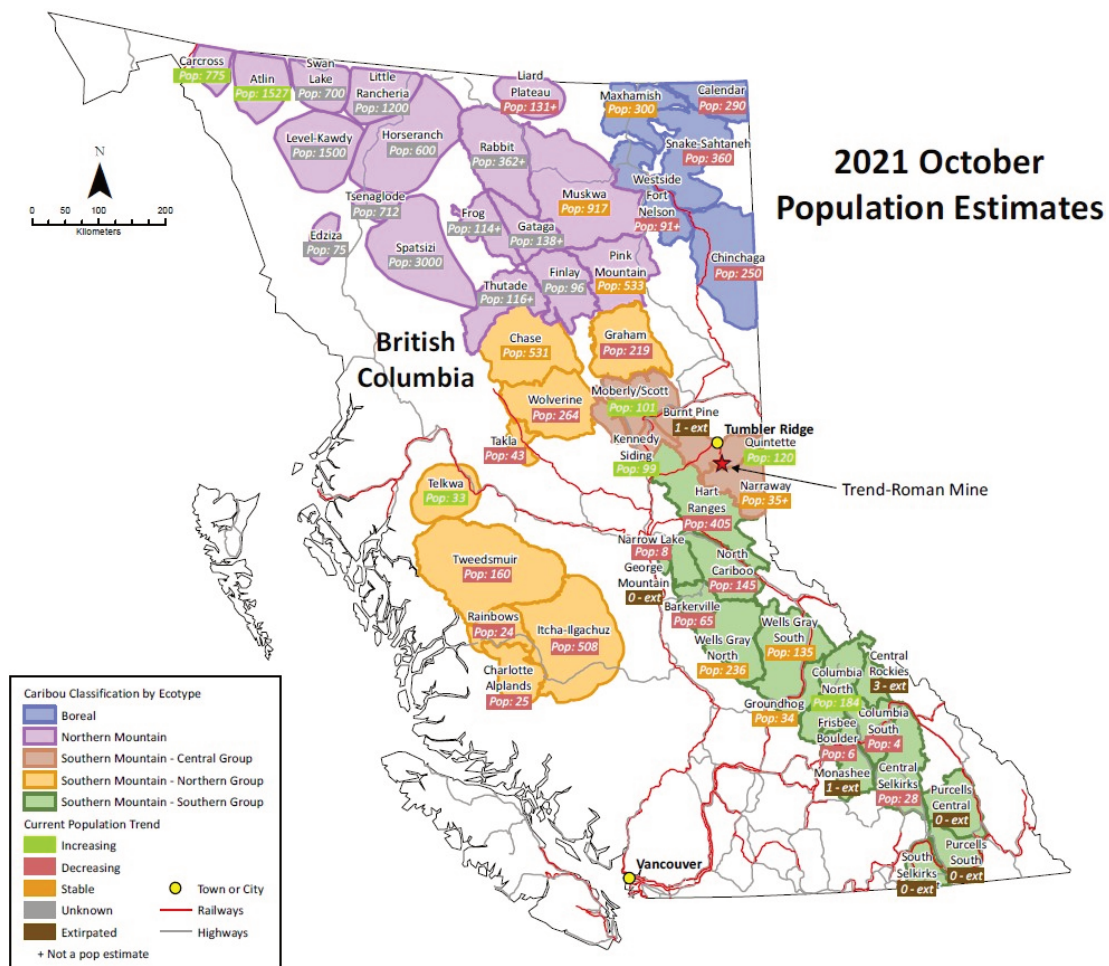 2021 October
Population Estimates
British
Columbia
N
0 50 100 200
Kilometers
Carcross
Pop: 775
Atlin
Pop: 1527
Swan
Lake
Pop: 700
Little
Rancheria
Pop: 1200
Liard
Plateau
Pop: 131+
Maxhamish
Pop: 300
Calendar
Pop: 290
Level-Kawdy
Pop: 1500
Horseranch
Pop: 600
Rabbit
Pop: 362+
Snake-Sahtaneh
Pop: 360
Muskwa
Pop: 917
Westside
Fort
Nelson
Pop: 91+
Tsenaglode
Pop: 712
Edziza
Pop: 75
Spatsizi
Pop: 3000
Frog
Pop: 114+
Gataga
Pop: 138+
Pink
Mountain
Pop: 533
Chinchaga
Pop: 250
Finlay
Pop: 96
Thutade
Pop: 116+
Chase
Pop: 531
Graham
Pop: 219
Wolverine
Pop: 264
Moberly/Scott
Pop: 101
Burnt Pine
1 - ext
Tumbler Ridge
Quintette
Pop: 120
Takla
Pop: 43
Kennedy
Siding
Pop: 99
Narraway
Pop: 35+
Trend-Roman Mine
Telkwa
Pop: 33
Hart
Ranges
Pop: 405
Tweedsmuir
Pop: 160
Narrow Lake
Pop: 8
George
Mountain
0 - ext
North
Cariboo
Pop: 145
Rainbows
Pop: 24
Itcha-Ilgachuz
Pop: 508
Barkerville
Pop: 65
Wells Gray
North
Pop: 236
Wells Gray
South
Pop: 135
Charlotte
Alplands
Pop: 25
Central
Rockies
3 - ext
Columbia
North
Pop: 184
Groundhog
Pop: 34
Frisbee
Boulder
Pop: 6
Columbia
South
Pop: 4
Monashee
1 - ext
Central
Selkirks
Pop: 28
Purcells
Central
0 - ext
South
Selkirks
0 - ext
Purcells
South
0 - ext
Vancouver
Caribou Classification by Ecotype
Boreal
Northern Mountain
Southern Mountain - Central Group
Southern Mountain - Northern Group
Southern Mountain - Southern Group
Current Population Trend
Increasing
Decreasing
Stable
Unknown
Extirpated
Town or City
Railways
Highways
+ Not a pop estimate